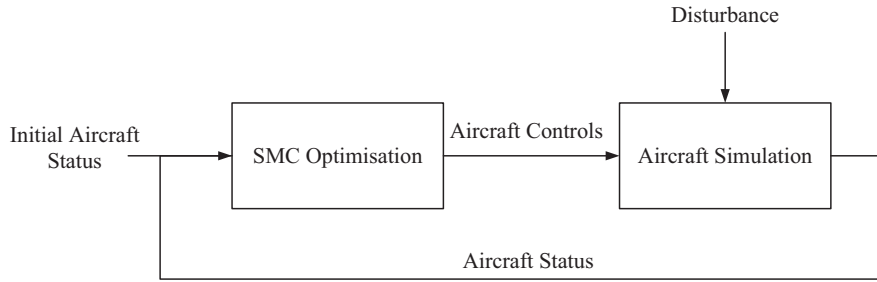 Disturbance
Initial Aircraft
Status
SMC Optimisation
Aircraft Controls
Aircraft Simulation
Aircraft Status